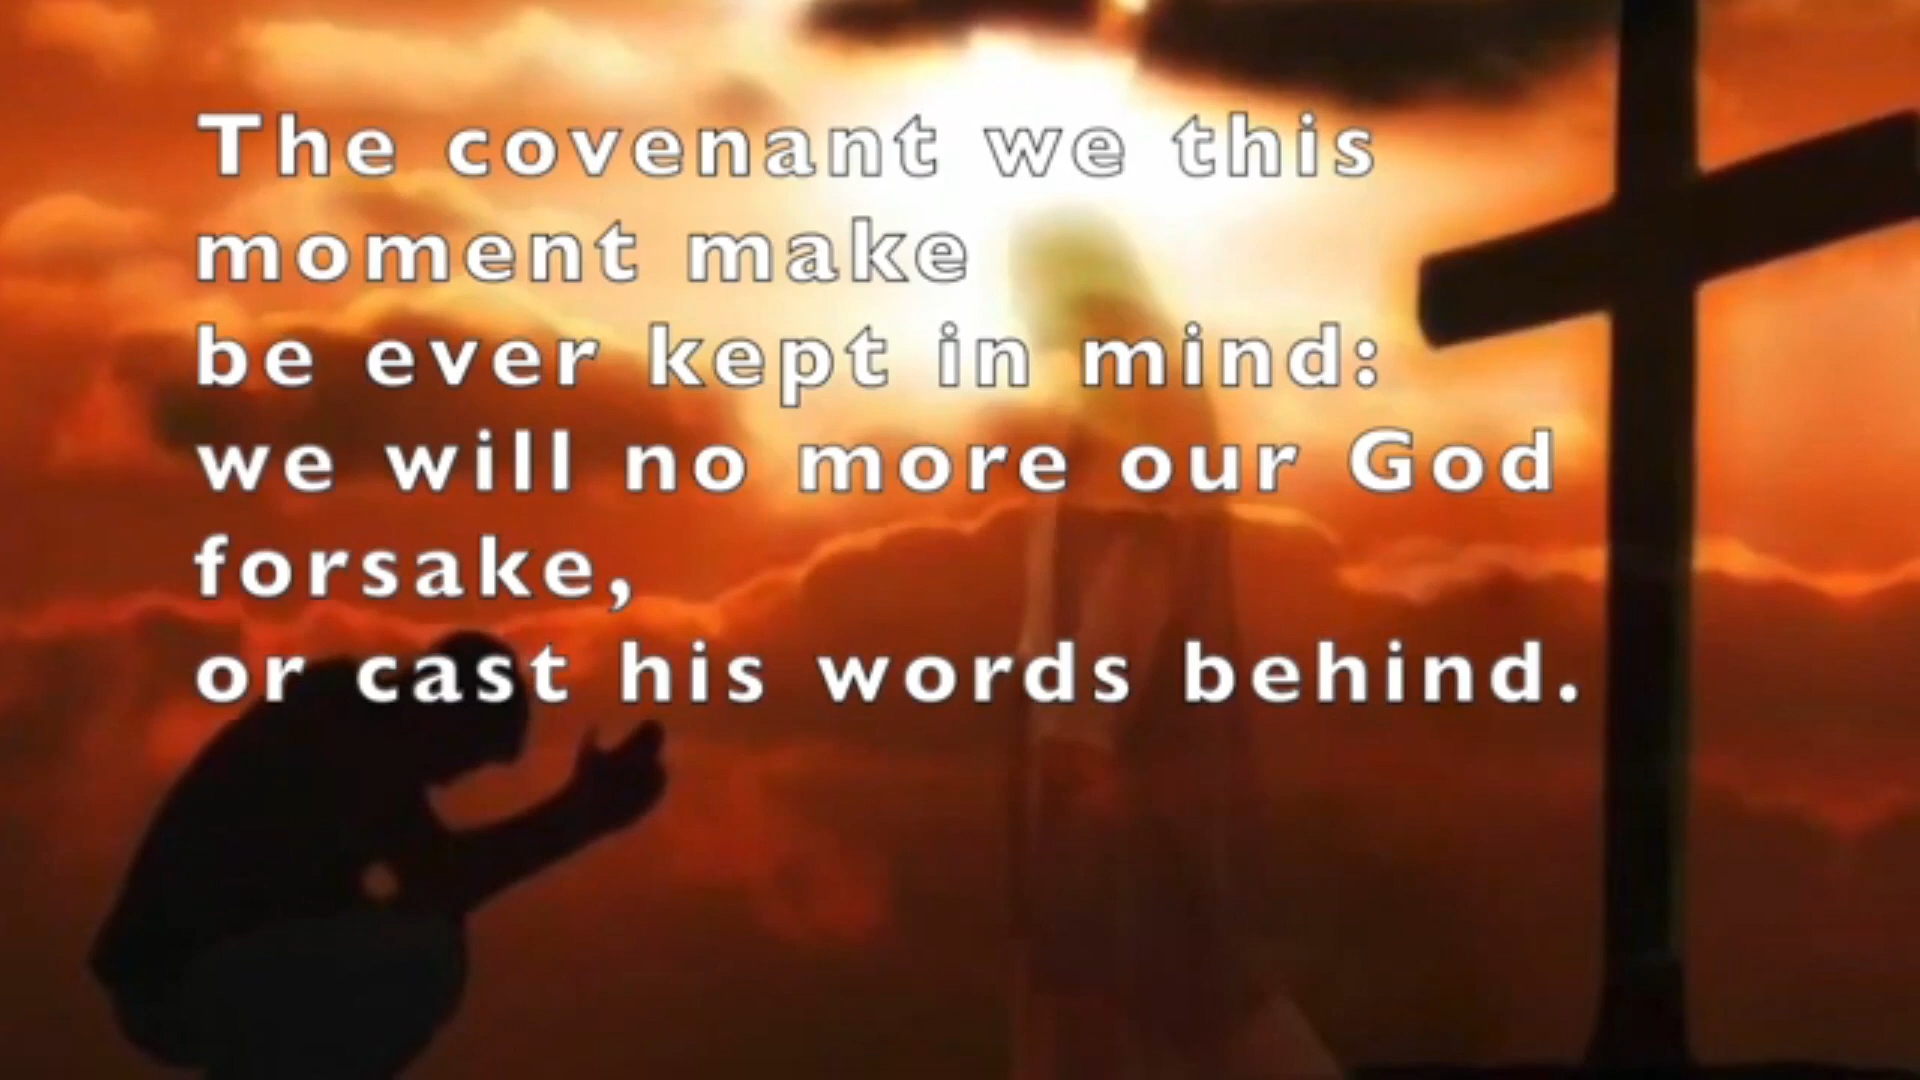 The covenant we this
moment make
be ever kept in mind:
we will no more our God
forsake,
or cast his words behind.